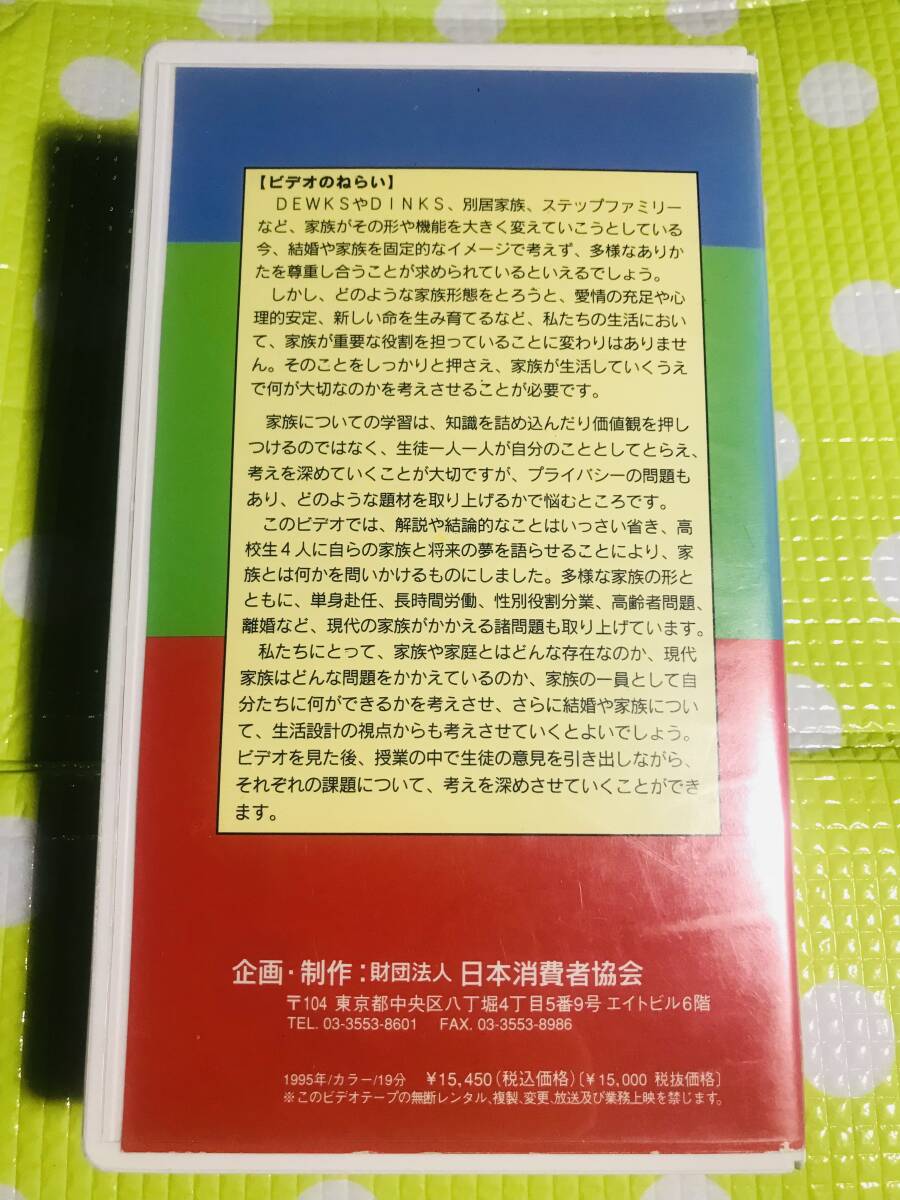 【ビデオのねらい】
DEWKSやDINKS、別居家族、ステップファミリー
など、家族がその形や機能を大きく変えていこうとしている
今、結婚や家族を固定的なイメージで考えず、多様なありか
たを尊重し合うことが求められているといえるでしょう。
しかし、どのような家族形態をとろうと、愛情の充足や心
理的安定、新しい命を生み育てるなど、私たちの生活におい
て、家族が重要な役割を担っていることに変わりはありませ
ん。そのことをしっかりと押さえ、家族が生活していくうえ
で何が大切なのかを考えさせることが必要です。
家族についての学習は、知識を詰め込んだり価値観を押し
つけるのではなく、生徒一人一人が自分のこととしてとらえ、
考えを深めていくことが大切ですが、プライバシーの問題も
あり、どのような題材を取り上げるかで悩むところです。
このビデオでは、解説や結論的なことはいっさい省き、高
校生4人に自らの家族と将来の夢を語らせることにより、家
族とは何かを問いかけるものにしました。多様な家族の形と
ともに、単身赴任、長時間労働、性別役割分業、高齢者問題、
離婚など、現代の家族がかかえる諸問題も取り上げています。
私たちにとって、家族や家庭とはどんな存在なのか、現代
家族はどんな問題をかかえているのか、家族の一員として自
分たちに何ができるかを考えさせ、さらに結婚や家族につい
て、生活設計の視点からも考えさせていくとよいでしょう。
ビデオを見た後、授業の中で生徒の意見を引き出しながら、
それぞれの課題について、考えを深めさせていくことができ
ます。
企画・制作：財団法人 日本消費者協会
〒104 東京都中央区八丁堀4丁目5番9号 エイトビル6階
TEL. 03-3553-8601 FAX. 03-3553-8986
1995年/カラー/19分 ¥15,450(税込価格)〔¥15,000 税抜価格〕
※このビデオテープの無断レンタル、複製、変更、放送及び業務上映を禁じます。